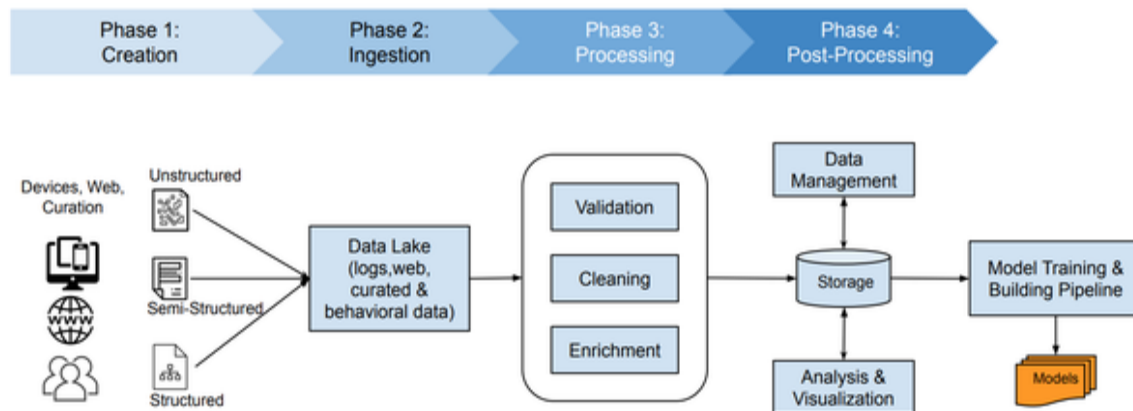 Phase 1:
Creation
Phase 2:
Ingestion
Phase 3:
Processing
Phase 4:
Post-Processing
Devices, Web,
Curation
WWW
Unstructured
Semi-Structured
Structured
Data Lake
(logs,web,
curated &
behavioral data)
Validation
Cleaning
Enrichment
Data
Management
Storage
Analysis &
Visualization
Model Training &
Building Pipeline
Models